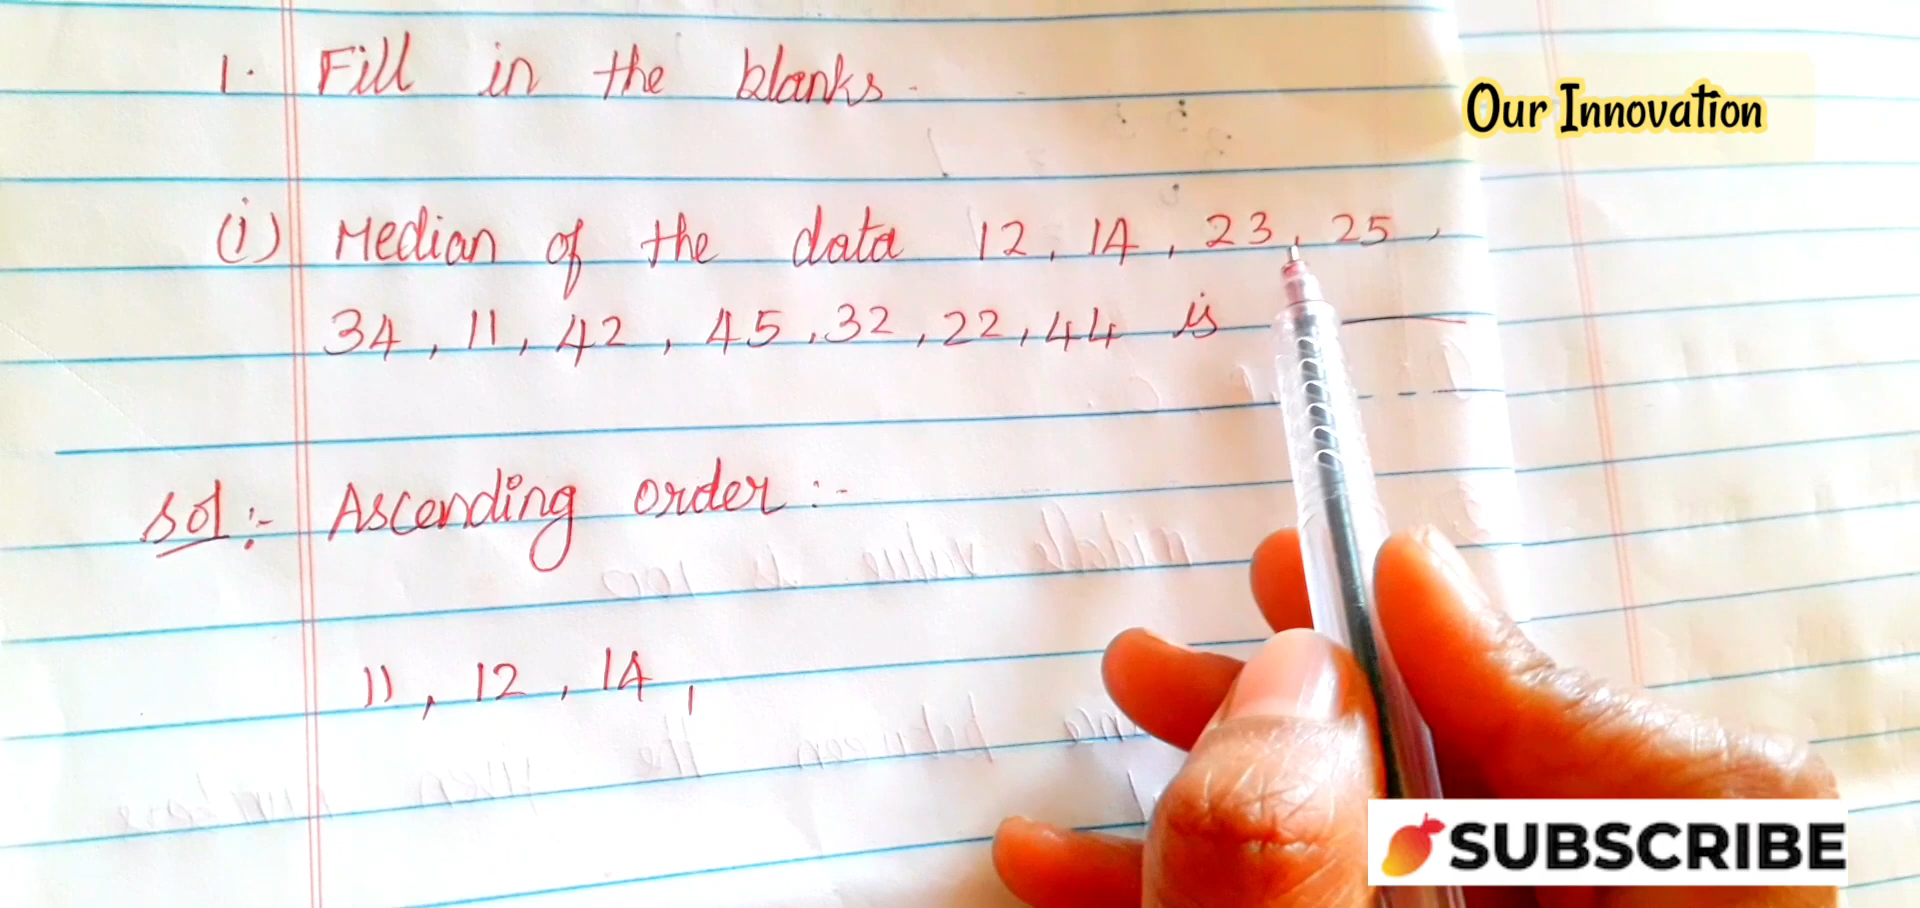 1. Fill in the blanks.
Our Innovation
(i) Median of the data 12, 14, 23, 25,
34, 11, 42, 45, 32, 22, 44 is ___
Sol:- Ascending order :-
11, 12, 14,
SUBSCRIBE